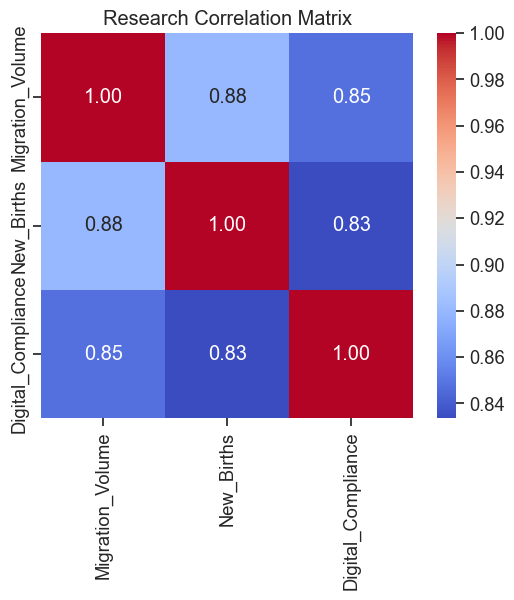 Research Correlation Matrix
Migration_Volume
New_Births
Digital_Compliance
1.00 0.88 0.85
0.88 1.00 0.83
0.85 0.83 1.00
Migration_Volume
New_Births
Digital_Compliance
1.00
0.98
0.96
0.94
0.92
0.90
0.88
0.86
0.84